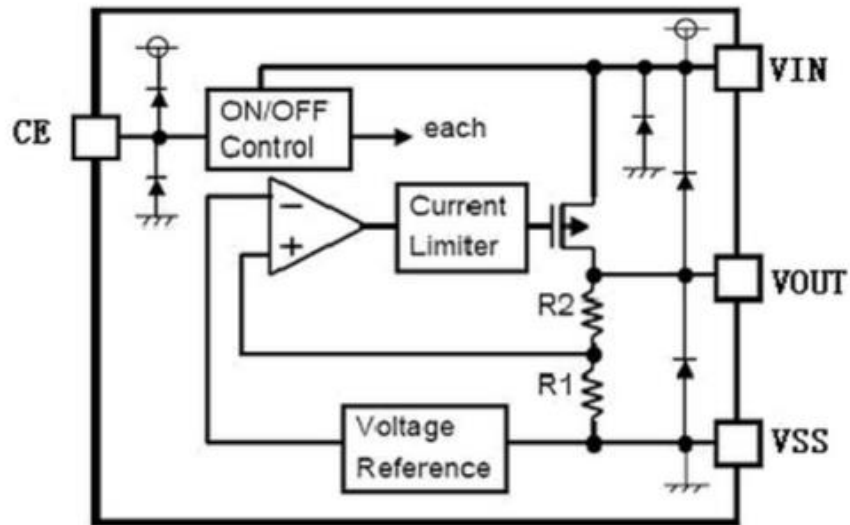 VIN
CE
ON/OFF
Control
each
−
+
Current
Limiter
VOUT
R2
R1
Voltage
Reference
VSS